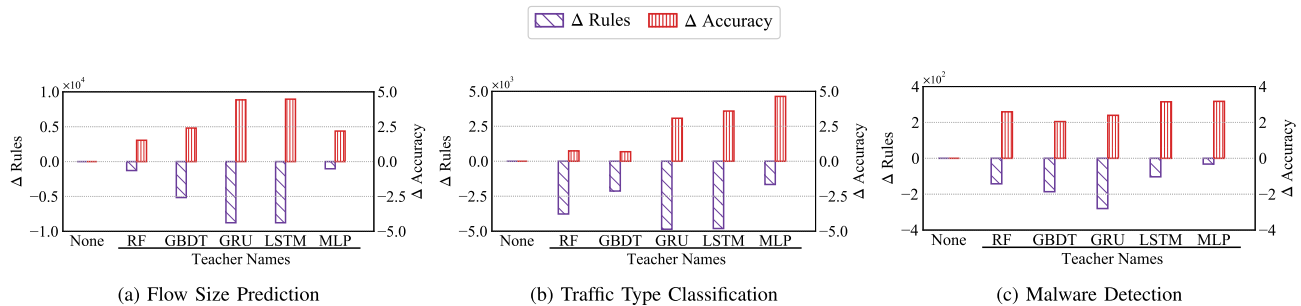 Δ Rules Δ Accuracy
×10⁴
1.0
0.5
0.0
−0.5
−1.0
Δ Rules
5.0
2.5
0.0
−2.5
−5.0
Δ Accuracy
None RF GBDT GRU LSTM MLP
Teacher Names
(a) Flow Size Prediction
×10³
5.0
2.5
0.0
−2.5
−5.0
Δ Rules
5.0
2.5
0.0
−2.5
−5.0
Δ Accuracy
None RF GBDT GRU LSTM MLP
Teacher Names
(b) Traffic Type Classification
×10²
4
2
0
−2
−4
Δ Rules
4
2
0
−2
−4
Δ Accuracy
None RF GBDT GRU LSTM MLP
Teacher Names
(c) Malware Detection